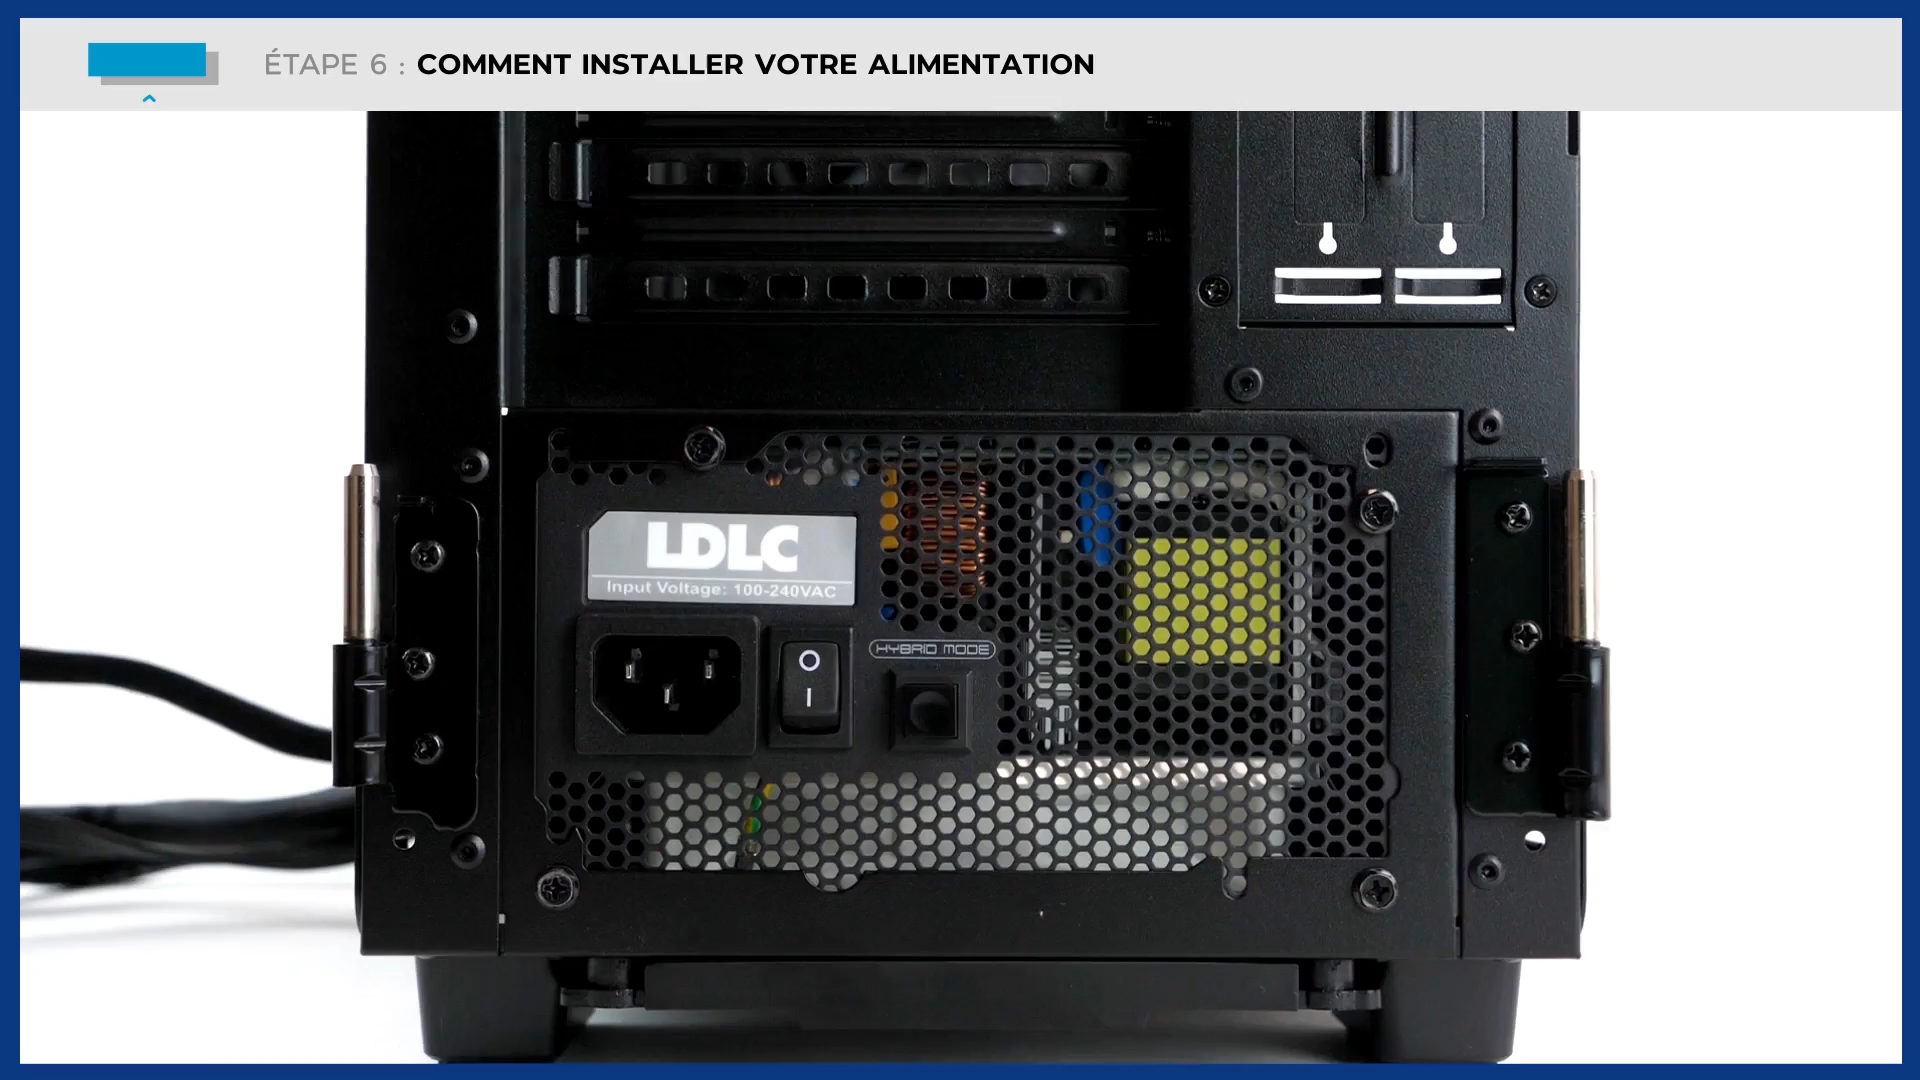 ÉTAPE 6 : COMMENT INSTALLER VOTRE ALIMENTATION
LDLC
Input Voltage: 100-240VAC
HYBRID MODE
O
I